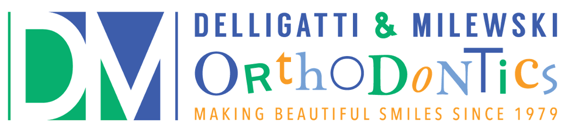 DM
DELLIGATTI & MILEWSKI
ORthODoNTics
MAKING BEAUTIFUL SMILES SINCE 1979